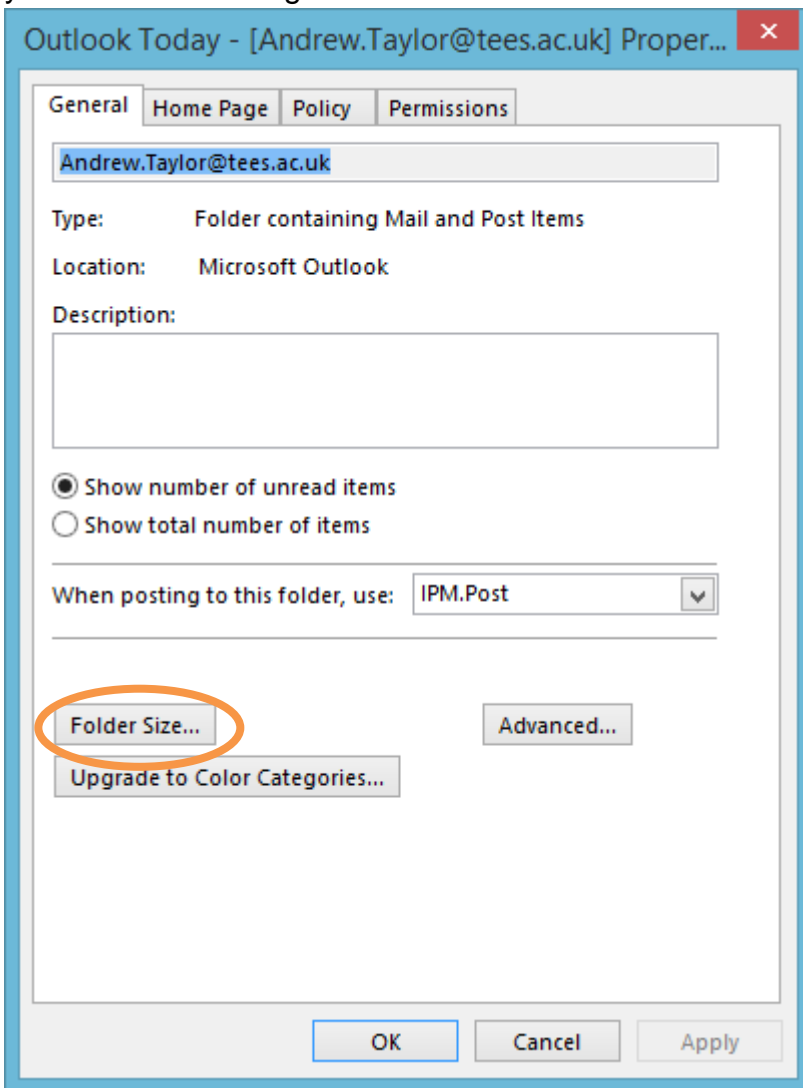 Outlook Today - [Andrew.Taylor@tees.ac.uk] Proper...
General Home Page Policy Permissions
Andrew.Taylor@tees.ac.uk
Type: Folder containing Mail and Post Items
Location: Microsoft Outlook
Description:
Show number of unread items
Show total number of items
When posting to this folder, use: IPM.Post
Folder Size... Advanced...
Upgrade to Color Categories...
OK Cancel Apply